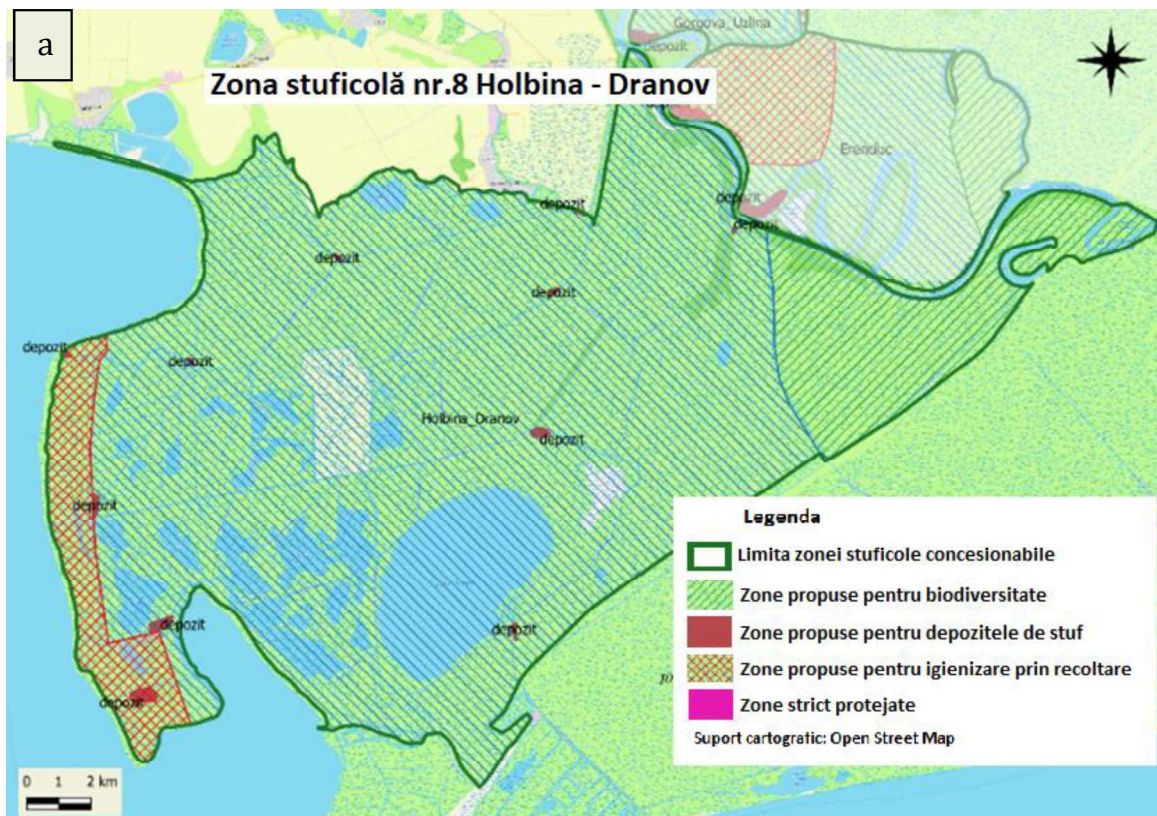 a
Gorgova_Uzlina
depozit
Zona stuficolă nr.8 Holbina - Dranov
Erenciuc
depozit
depozit
depozit
depozit
depozit
depozit
depozit
Holbina_Dranov
depozit
depozit
depozit
depozit
depozit
Legenda
Limita zonei stuficole concesionabile
Zone propuse pentru biodiversitate
Zone propuse pentru depozitele de stuf
Zone propuse pentru igienizare prin recoltare
Zone strict protejate
Suport cartografic: Open Street Map
0 1 2 km